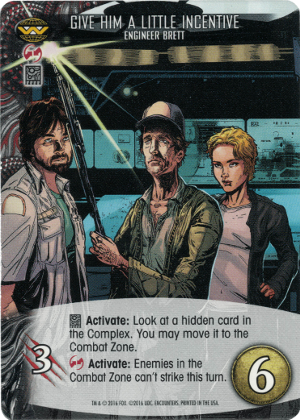 GIVE HIM A LITTLE INCENTIVE
ENGINEER BRETT
Activate: Look at a hidden card in
the Complex. You may move it to the
Combat Zone.
Activate: Enemies in the
Combat Zone can't strike this turn.
3
6
TM & © 2014 FOX. ©2014 UDC. ENCOUNTERS, PRINTED IN THE USA.